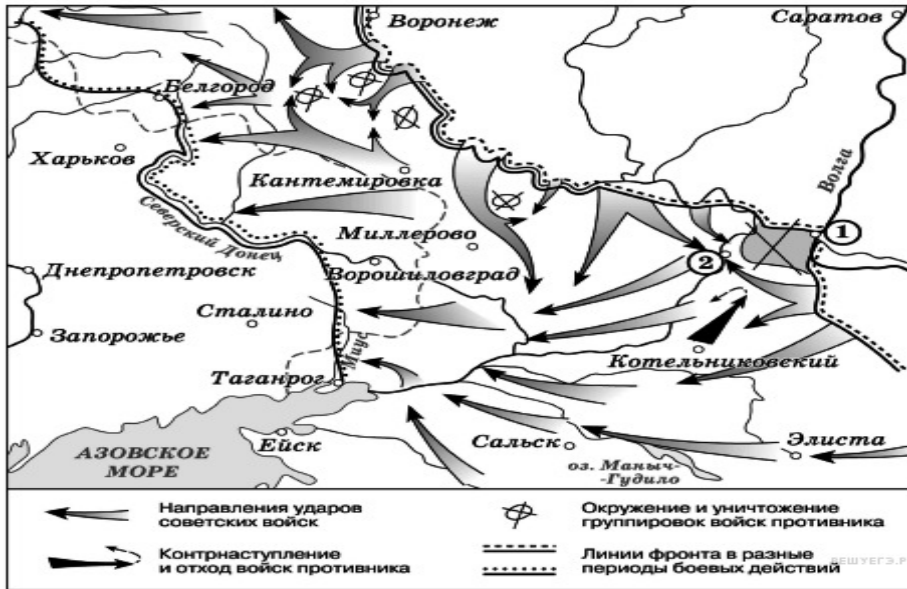 Воронеж
Саратов
Белгород
Волга
Харьков
Кантемировка
1
Северский Донец
Миллерово
2
Днепропетровск
Ворошиловград
Сталино
Запорожье
Миус
Котельниковский
Таганрог
АЗОВСКОЕ
МОРЕ
Ейск
Сальск
Элиста
оз. Маныч-
-Гудило
Направления ударов
советских войск
Окружение и уничтожение
группировок войск противника
Контрнаступление
и отход войск противника
Линии фронта в разные
периоды боевых действий